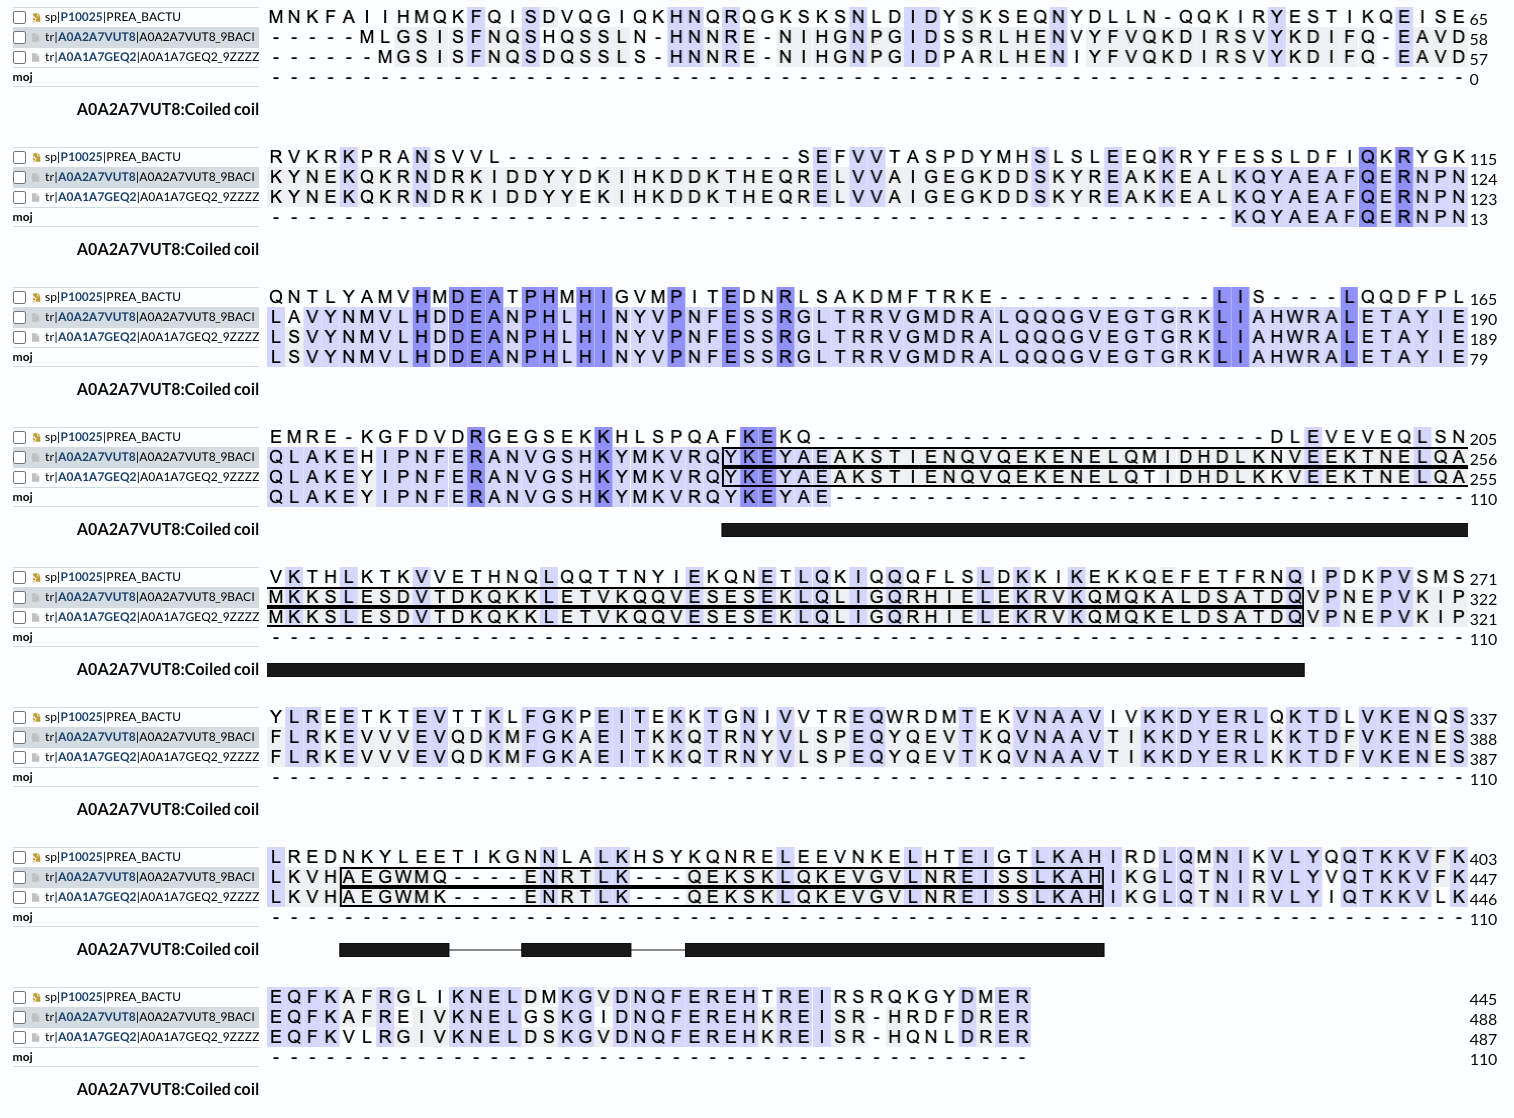 sp|P10025|PREA_BACTU MNKFAIIHMQKFQISDVQGIQKHNQRQGKSKSNLDIDYSKSEQNYDLLN-QQKIRYESTIKQEISE 65
tr|A0A2A7VUT8|A0A2A7VUT8_9BACI -----MLGSISFNQSHQSSLN-HNNRE-NIHGNPGIDSSRLHENVYFVQKDIRSVYKDIFQ-EAVD 58
tr|A0A1A7GEQ2|A0A1A7GEQ2_9ZZZZ ------MGSISFNQSDQSSLS-HNNRE-NIHGNPGIDPARLHENIYFVQKDIRSVYKDIFQ-EAVD 57
moj ------------------------------------------------------------------ 0
A0A2A7VUT8:Coiled coil
sp|P10025|PREA_BACTU RVKRKPRANSVVL----------------SEFVVTASPDYMHSLSLEEQKRYFESSLDFIQKRYGK 115
tr|A0A2A7VUT8|A0A2A7VUT8_9BACI KYNEKQKRNDRKIDDYYDKIHKDDKTHEQRELVVAIGEGKDDSKYREAKKEALKQYAEAFQERNPN 124
tr|A0A1A7GEQ2|A0A1A7GEQ2_9ZZZZ KYNEKQKRNDRKIDDYYEKIHKDDKTHEQRELVVAIGEGKDDSKYREAKKEALKQYAEAFQERNPN 123
moj -----------------------------------------------------KQYAEAFQERNPN 13
A0A2A7VUT8:Coiled coil
sp|P10025|PREA_BACTU QNTLYAMVHMDEATPHMHIGVMPITEDNRLSAKDMFTRKE------------LIS----LQQDFPL 165
tr|A0A2A7VUT8|A0A2A7VUT8_9BACI LAVYNMVLHDDEANPHLHINYVPNFESSRGLTRRVGMDRALQQQGVEGTGRKLIAHWRALETAYIE 190
tr|A0A1A7GEQ2|A0A1A7GEQ2_9ZZZZ LSVYNMVLHDDEANPHLHINYVPNFESSRGLTRRVGMDRALQQQGVEGTGRKLIAHWRALETAYIE 189
moj LSVYNMVLHDDEANPHLHINYVPNFESSRGLTRRVGMDRALQQQGVEGTGRKLIAHWRALETAYIE 79
A0A2A7VUT8:Coiled coil
sp|P10025|PREA_BACTU EMRE-KGFDVDRGEGSEKKHLSPQAFKEKQ-------------------------DLEVEVEQLSN 205
tr|A0A2A7VUT8|A0A2A7VUT8_9BACI QLAKEHIPNFERANVGSHKYMKVRQYKEYAEAKSTIENQVQEKENELQMIDHDLKNVEEKTNELQA 256
tr|A0A1A7GEQ2|A0A1A7GEQ2_9ZZZZ QLAKEYIPNFERANVGSHKYMKVRQYKEYAEAKSTIENQVQEKENELQTIDHDLKKVEEKTNELQA 255
moj QLAKEYIPNFERANVGSHKYMKVRQYKEYAE----------------------------------- 110
A0A2A7VUT8:Coiled coil
sp|P10025|PREA_BACTU VKTHLKTKVVETHNQLQQTTNYIEKQNETLQKIQQQFLSLDKKIKEKKQEFETFRNQIPDKPVSMS 271
tr|A0A2A7VUT8|A0A2A7VUT8_9BACI MKKSLESDVTDKQKKLETVKQQVESESEKLQLIGQRHIELEKRVKQMQKALDSATDQVPNEPVKIP 322
tr|A0A1A7GEQ2|A0A1A7GEQ2_9ZZZZ MKKSLESDVTDKQKKLETVKQQVESESEKLQLIGQRHIELEKRVKQMQKELDSATDQVPNEPVKIP 321
moj ------------------------------------------------------------------ 110
A0A2A7VUT8:Coiled coil
sp|P10025|PREA_BACTU YLREETKTEVTTKLFGKPEITEKKTGNIVVTREQWRDMTEKVNAAVIVKKDYERLQKTDLVKENQS 337
tr|A0A2A7VUT8|A0A2A7VUT8_9BACI FLRKEVVVEVQDKMFGKAEITKKQTRNYVLSPEQYQEVTKQVNAAVTIKKDYERLKKTDFVKENES 388
tr|A0A1A7GEQ2|A0A1A7GEQ2_9ZZZZ FLRKEVVVEVQDKMFGKAEITKKQTRNYVLSPEQYQEVTKQVNAAVTIKKDYERLKKTDFVKENES 387
moj ------------------------------------------------------------------ 110
A0A2A7VUT8:Coiled coil
sp|P10025|PREA_BACTU LREDNKYLEETIKGNNLALKHSYKQNRELEEVNKELHTEIGTLKAHIRDLQMNIKVLYQQTKKVFK 403
tr|A0A2A7VUT8|A0A2A7VUT8_9BACI LKVHAEGWMQ----ENRTLK---QEKSKLQKEVGVLNREISSLKAHIKGLQTNIRVLYVQTKKVFK 447
tr|A0A1A7GEQ2|A0A1A7GEQ2_9ZZZZ LKVHAEGWMK----ENRTLK---QEKSKLQKEVGVLNREISSLKAHIKGLQTNIRVLYIQTKKVLK 446
moj ------------------------------------------------------------------ 110
A0A2A7VUT8:Coiled coil
sp|P10025|PREA_BACTU EQFKAFRGLIKNELDMKGVDNQFEREHTREIRSRQKGYDMER 445
tr|A0A2A7VUT8|A0A2A7VUT8_9BACI EQFKAFREIVKNELGSKGIDNQFEREHKREISR-HRDFDRER 488
tr|A0A1A7GEQ2|A0A1A7GEQ2_9ZZZZ EQFKVLRGIVKNELDSKGVDNQFEREHKREISR-HQNLDRER 487
moj ------------------------------------------ 110
A0A2A7VUT8:Coiled coil